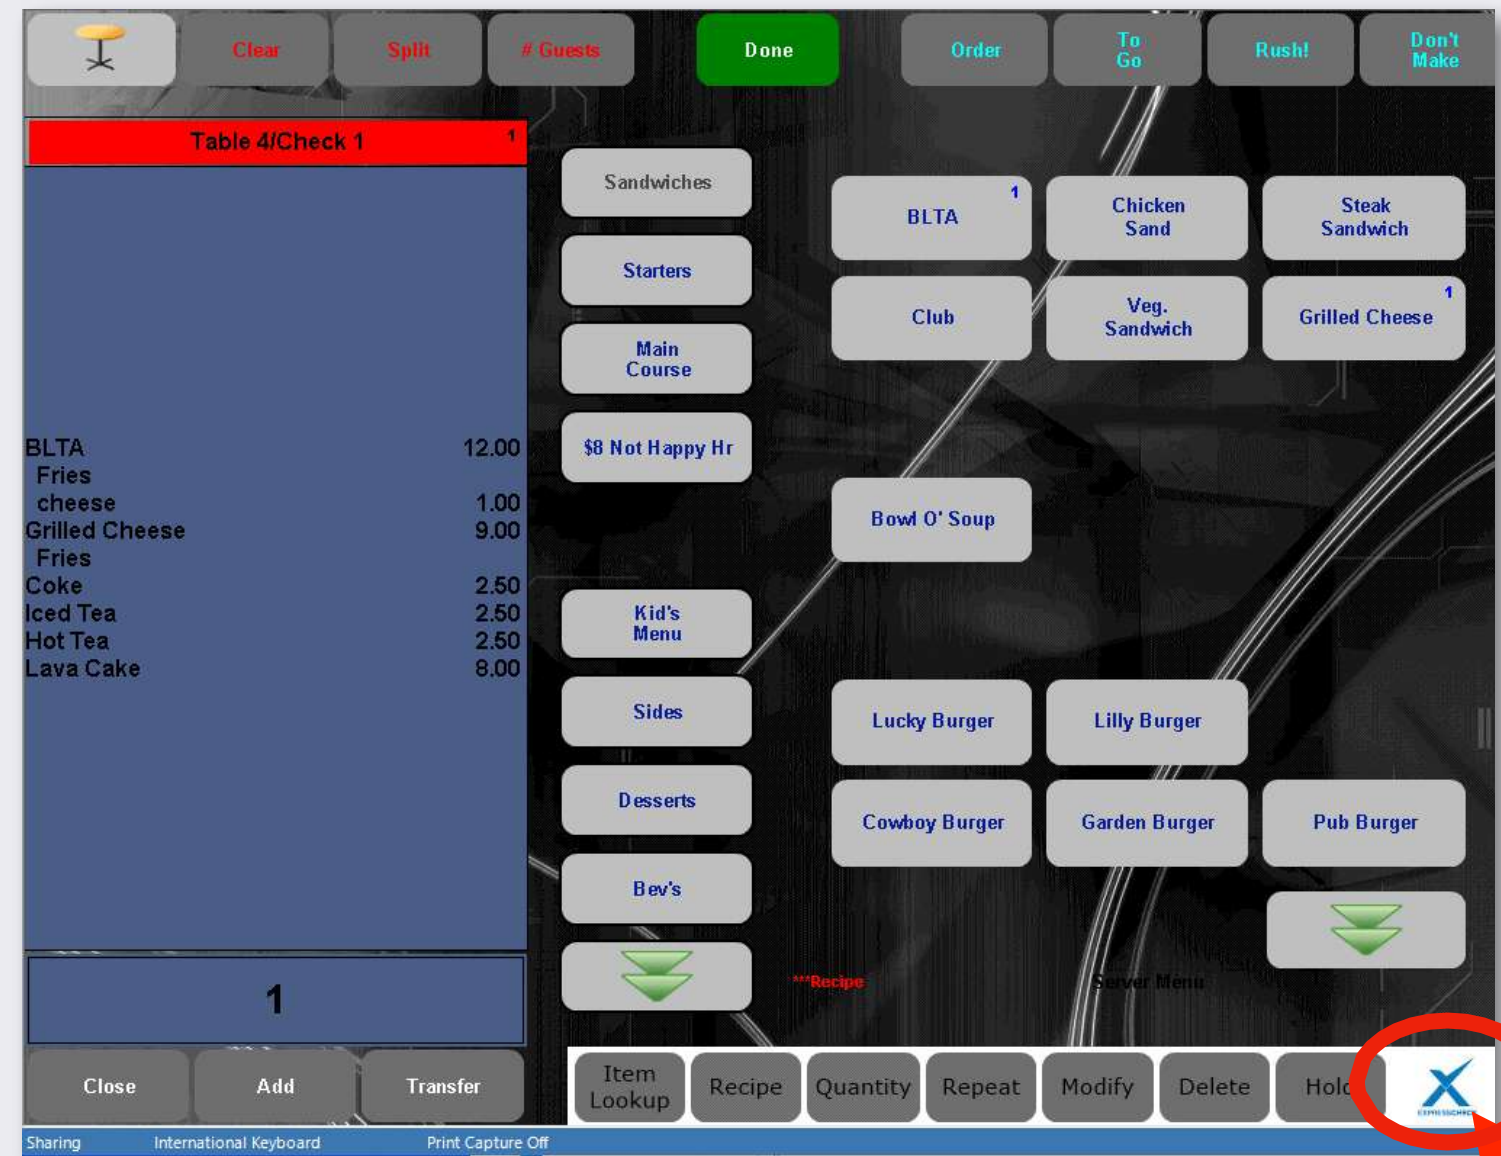 Clear
Split
# Guests
Done
Order
To
Go
Rush!
Don't
Make
Table 4/Check 1 1
BLTA 12.00
Fries
cheese 1.00
Grilled Cheese 9.00
Fries
Coke 2.50
Iced Tea 2.50
Hot Tea 2.50
Lava Cake 8.00
1
Close
Add
Transfer
Sandwiches
Starters
Main
Course
$8 Not Happy Hr
Kid's
Menu
Sides
Desserts
Bev's
BLTA 1
Chicken
Sand
Steak
Sandwich
Club
Veg.
Sandwich
Grilled Cheese 1
Bowl O' Soup
Lucky Burger
Lilly Burger
Cowboy Burger
Garden Burger
Pub Burger
***Recipe
Server Menu
Item
Lookup
Recipe
Quantity
Repeat
Modify
Delete
Hold
EXPRESSCHECK
Sharing
International Keyboard
Print Capture Off